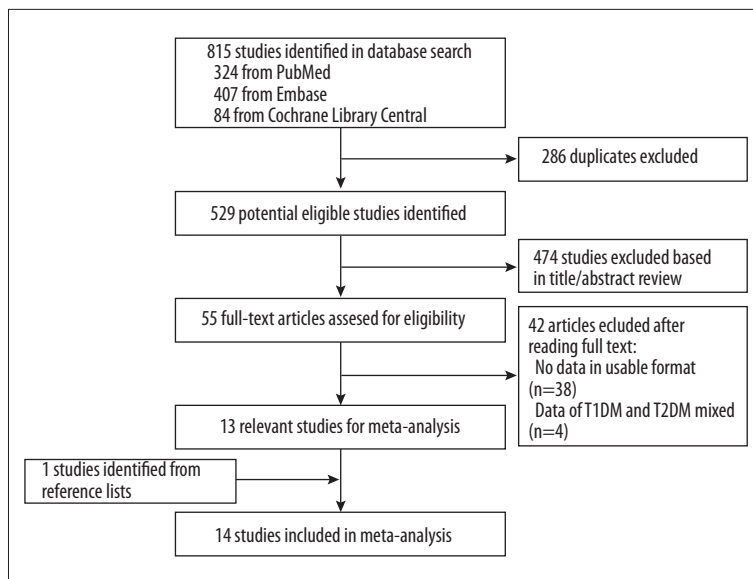 815 studies identified in database search
324 from PubMed
407 from Embase
84 from Cochrane Library Central
286 duplicates excluded
529 potential eligible studies identified
474 studies excluded based
in title/abstract review
55 full-text articles assesed for eligibility
42 articles ecluded after
reading full text:
No data in usable format
(n=38)
Data of T1DM and T2DM mixed
(n=4)
13 relevant studies for meta-analysis
1 studies identified from
reference lists
14 studies included in meta-analysis